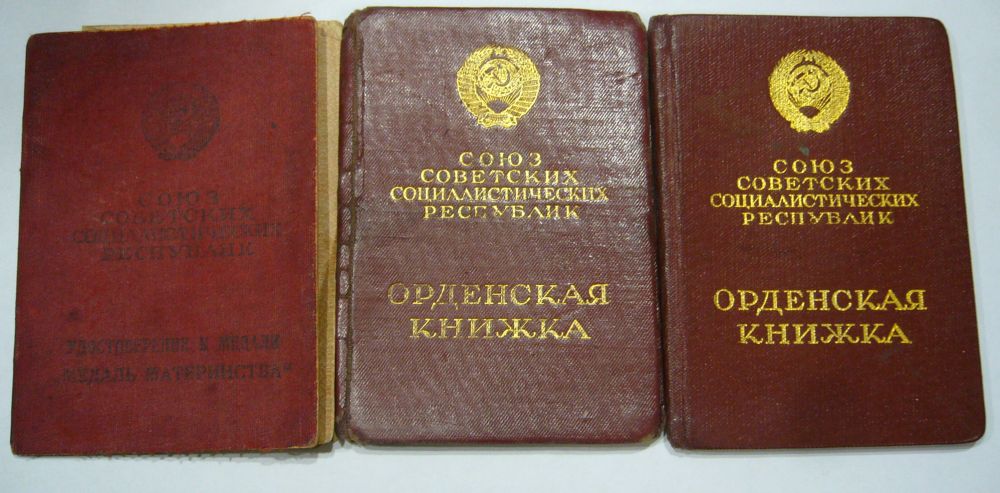 СОЮЗ
СОВЕТСКИХ
СОЦИАЛИСТИЧЕСКИХ
РЕСПУБЛИК
УДОСТОВЕРЕНИЕ К МЕДАЛИ
„МЕДАЛЬ МАТЕРИНСТВА"
СОЮЗ
СОВЕТСКИХ
СОЦИАЛИСТИЧЕСКИХ
РЕСПУБЛИК
ОРДЕНСКАЯ
КНИЖКА
СОЮЗ
СОВЕТСКИХ
СОЦИАЛИСТИЧЕСКИХ
РЕСПУБЛИК
ОРДЕНСКАЯ
КНИЖКА